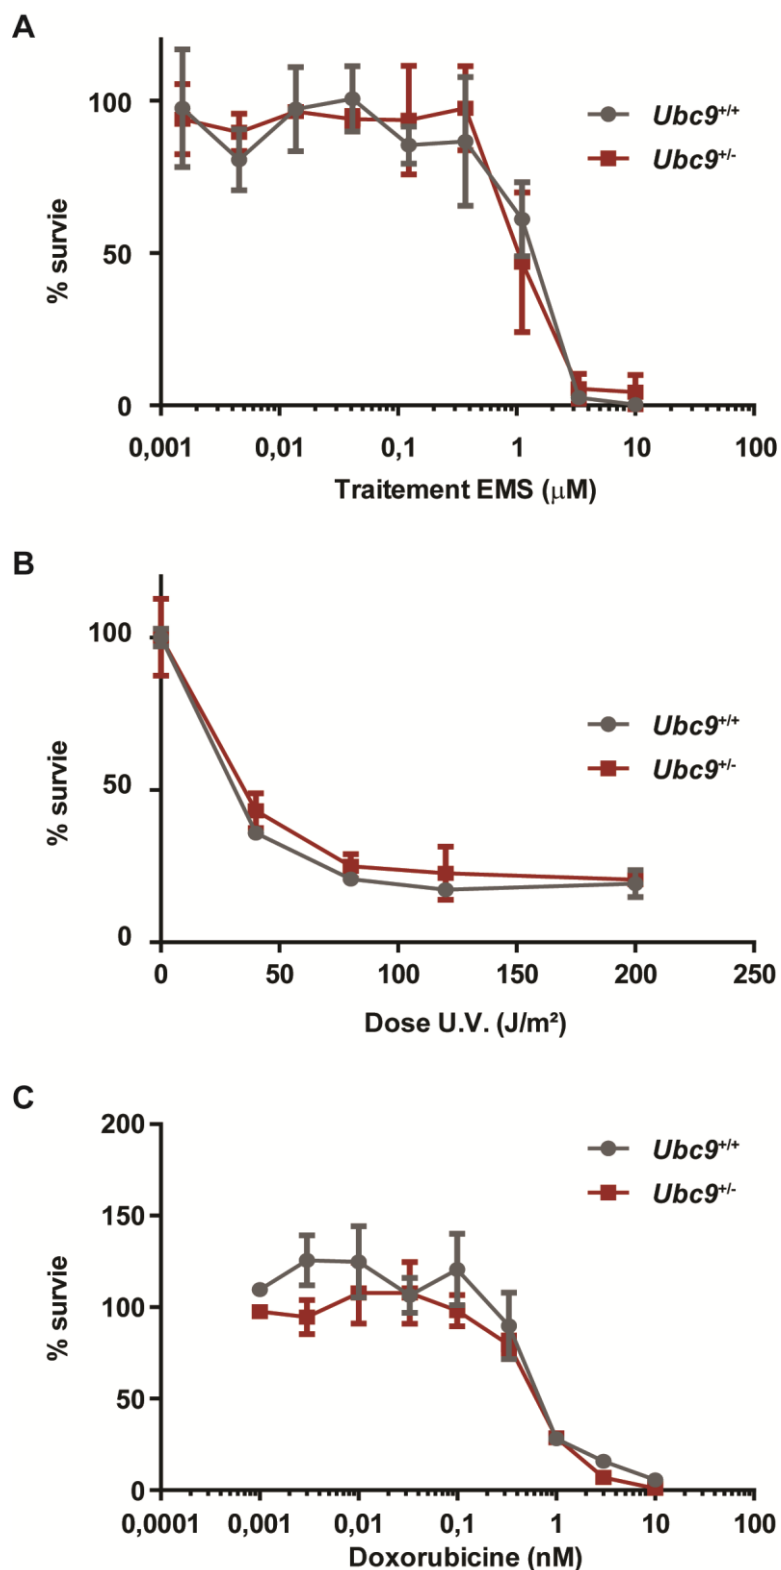 A
100
50
0
% survie
Ubc9+/+
Ubc9+/-
0,001 0,01 0,1 1 10 100
Traitement EMS (μM)
B
100
50
0
% survie
Ubc9+/+
Ubc9+/-
0 50 100 150 200 250
Dose U.V. (J/m²)
C
200
150
100
50
0
% survie
Ubc9+/+
Ubc9+/-
0,0001 0,001 0,01 0,1 1 10 100
Doxorubicine (nM)